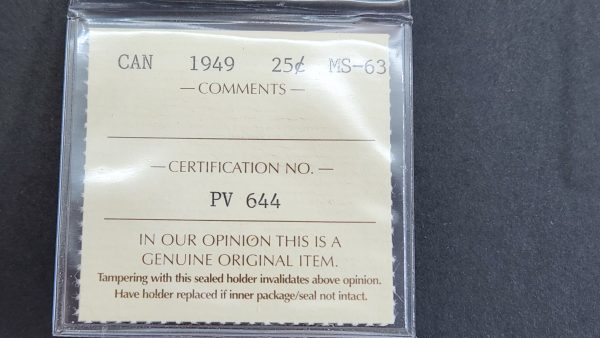 CAN 1949 25¢ MS-63
— COMMENTS —
— CERTIFICATION NO. —
PV 644
IN OUR OPINION THIS IS A
GENUINE ORIGINAL ITEM.
Tampering with this sealed holder invalidates above opinion.
Have holder replaced if inner package/seal not intact.